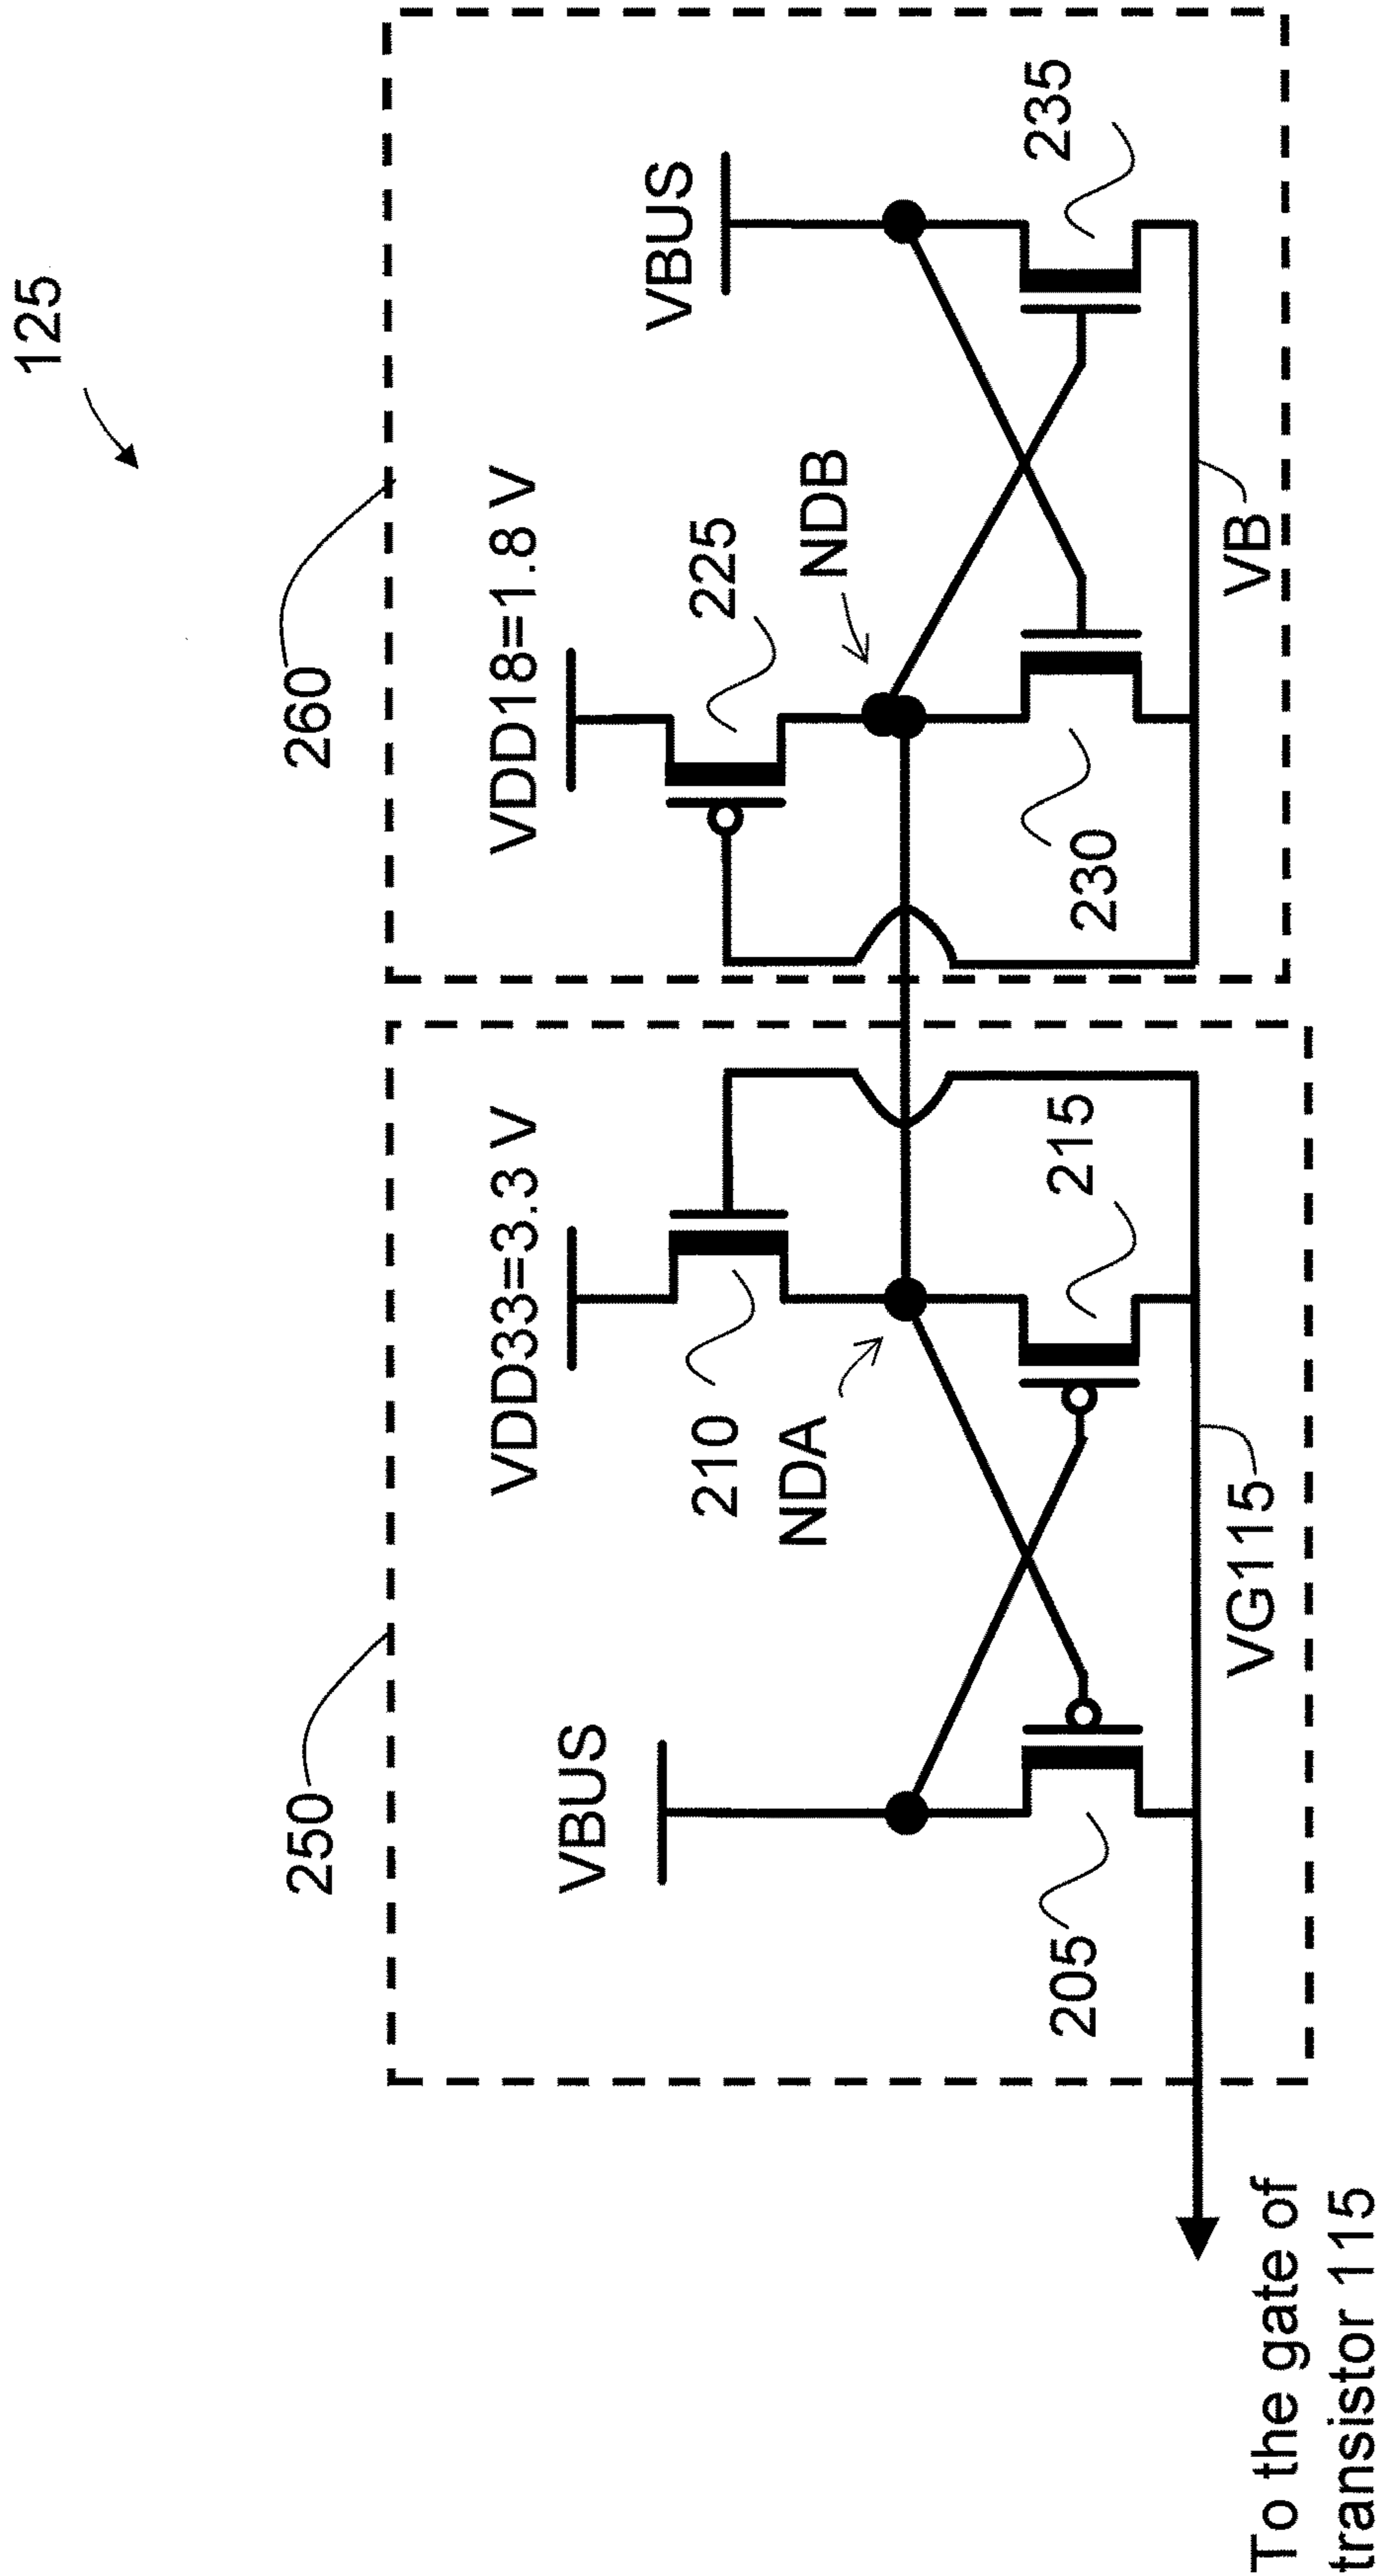 125
250
260
VDD33=3.3 V
VDD18=1.8 V
VBUS
VBUS
210
225
NDA
NDB
205
215
230
235
VG115
VB
To the gate of
transistor 115